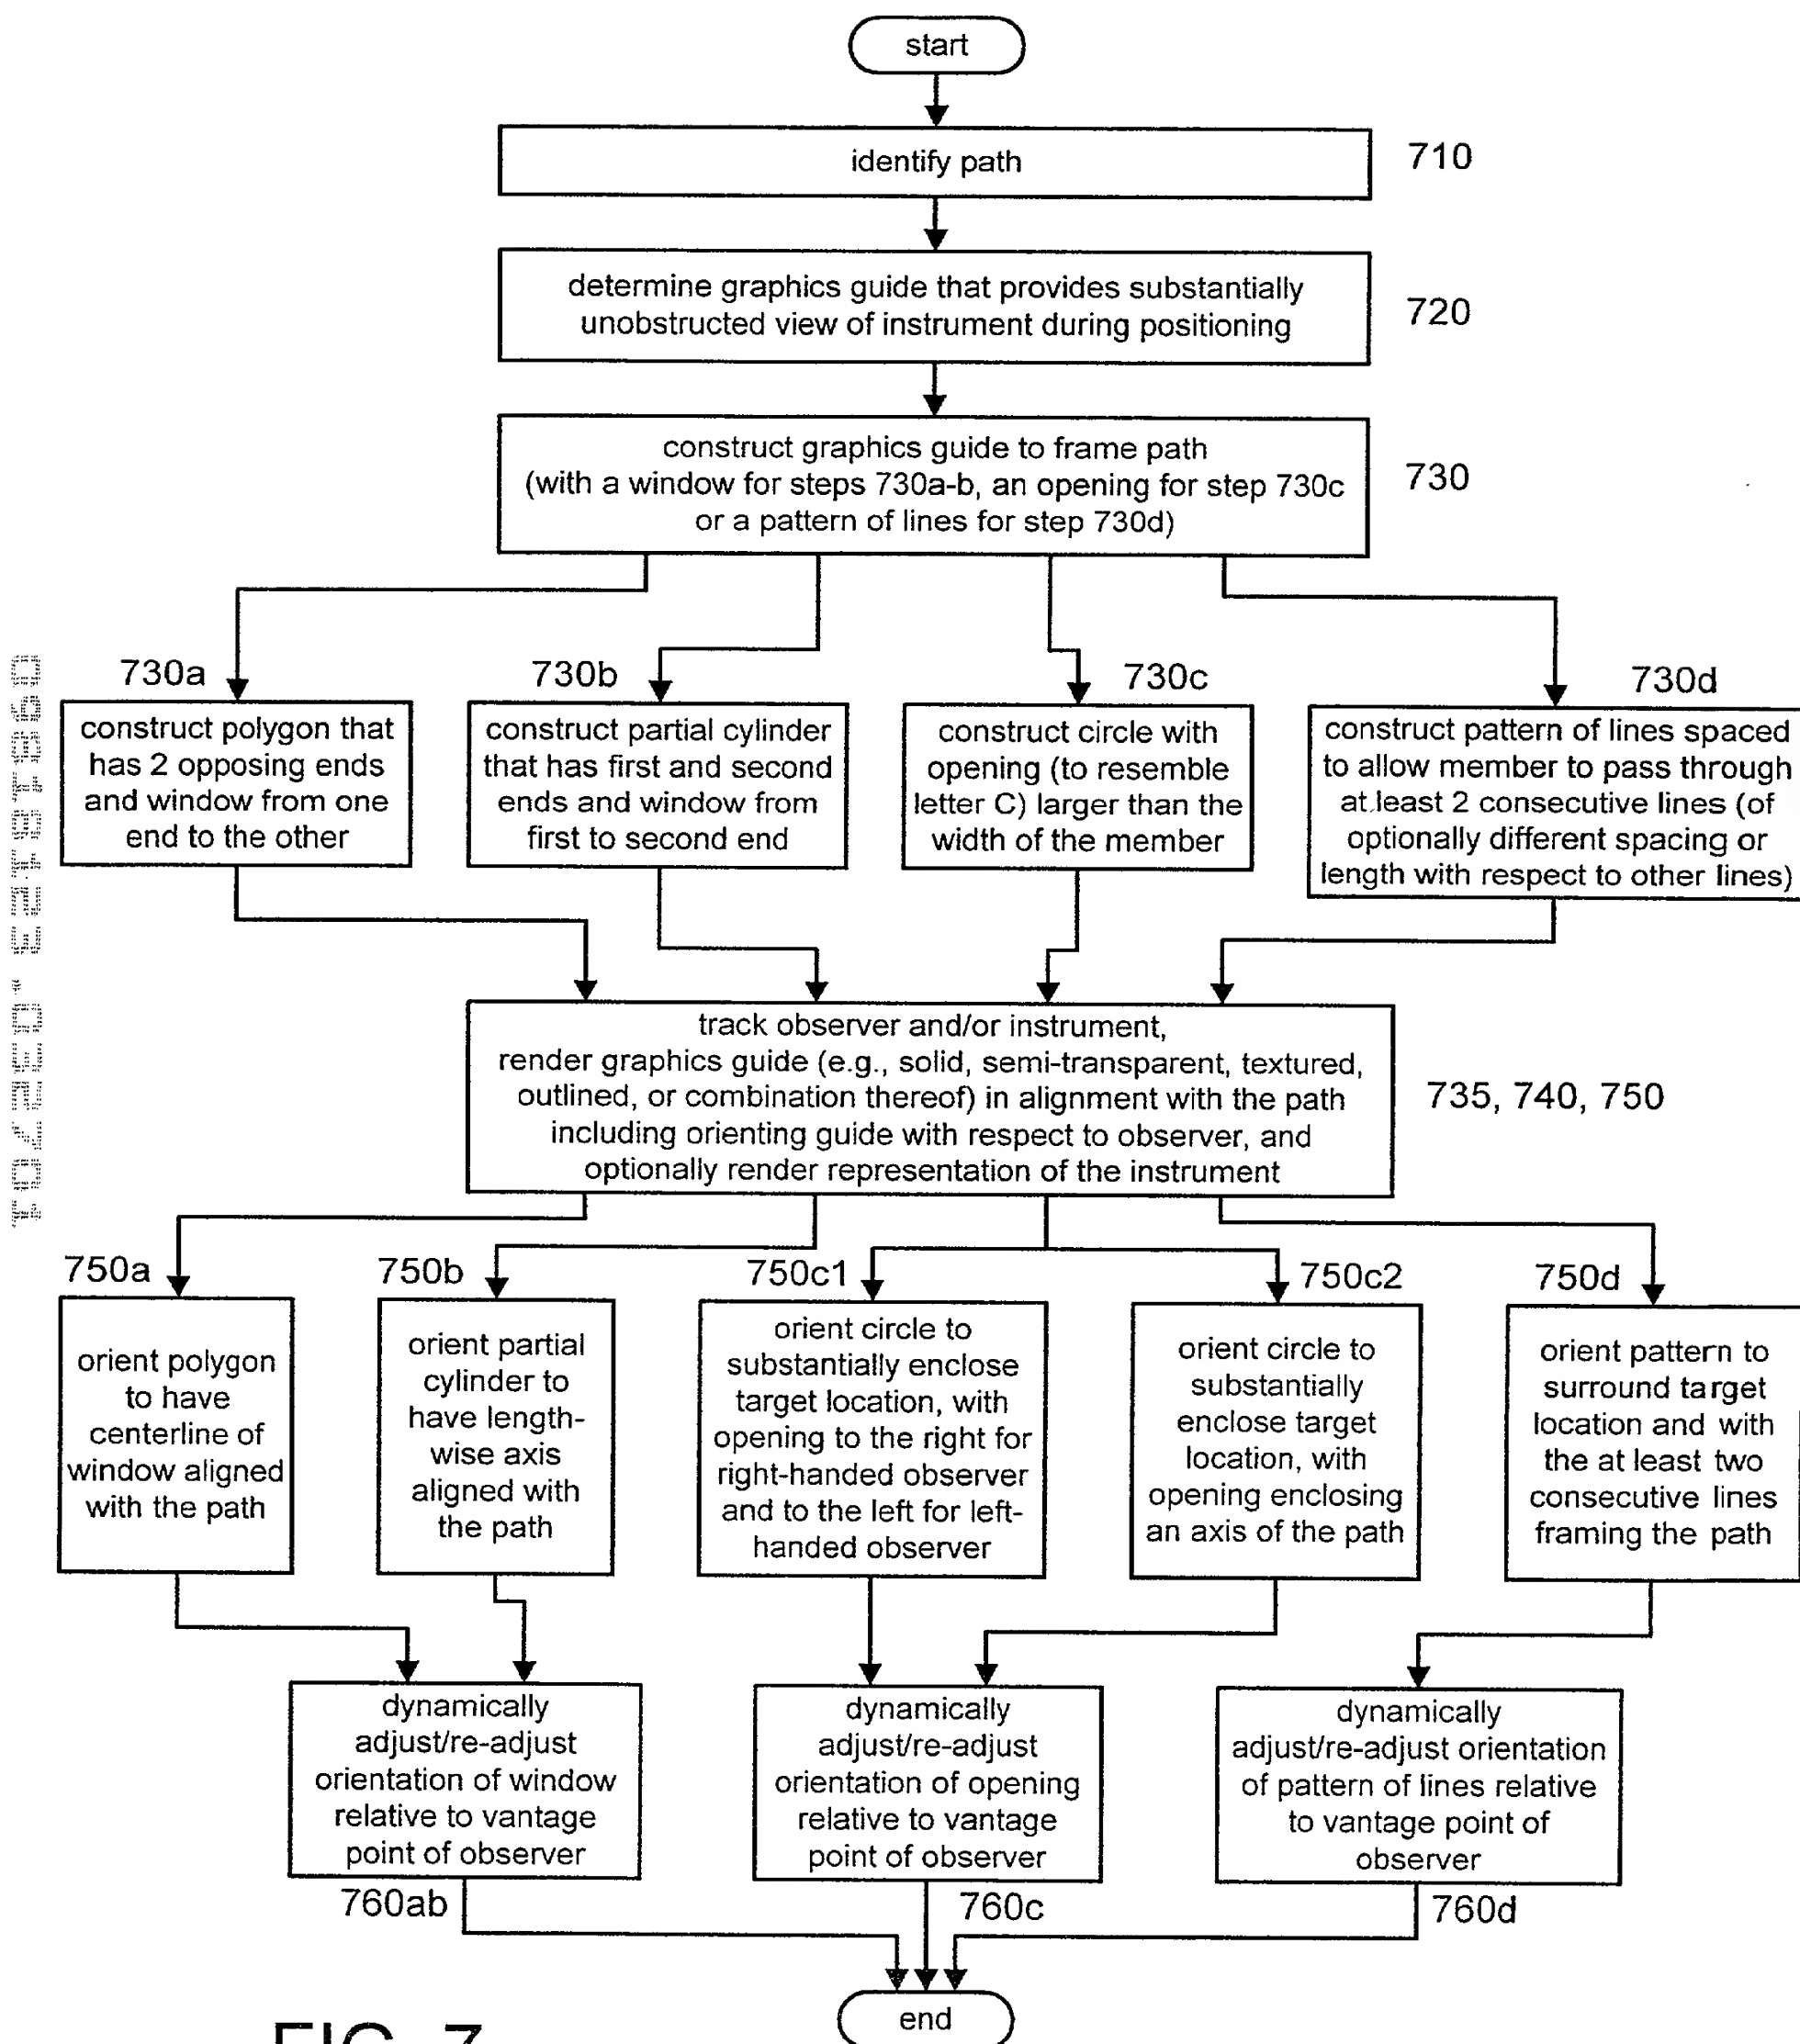 start
identify path
710
determine graphics guide that provides substantially
unobstructed view of instrument during positioning
720
construct graphics guide to frame path
(with a window for steps 730a-b, an opening for step 730c
or a pattern of lines for step 730d)
730
730a
construct polygon that
has 2 opposing ends
and window from one
end to the other
730b
construct partial cylinder
that has first and second
ends and window from
first to second end
730c
construct circle with
opening (to resemble
letter C) larger than the
width of the member
730d
construct pattern of lines spaced
to allow member to pass through
at least 2 consecutive lines (of
optionally different spacing or
length with respect to other lines)
track observer and/or instrument,
render graphics guide (e.g., solid, semi-transparent, textured,
outlined, or combination thereof) in alignment with the path
including orienting guide with respect to observer, and
optionally render representation of the instrument
735, 740, 750
750a
orient polygon
to have
centerline of
window aligned
with the path
750b
orient partial
cylinder to
have length-
wise axis
aligned with
the path
750c1
orient circle to
substantially enclose
target location, with
opening to the right for
right-handed observer
and to the left for left-
handed observer
750c2
orient circle to
substantially
enclose target
location, with
opening enclosing
an axis of the path
750d
orient pattern to
surround target
location and with
the at least two
consecutive lines
framing the path
dynamically
adjust/re-adjust
orientation of window
relative to vantage
point of observer
760ab
dynamically
adjust/re-adjust
orientation of opening
relative to vantage
point of observer
760c
dynamically
adjust/re-adjust orientation
of pattern of lines relative
to vantage point of
observer
760d
end
FIG. 7